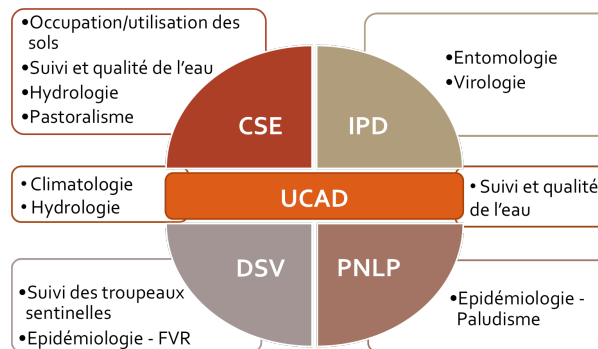 •Occupation/utilisation des
sols
•Suivi et qualité de l’eau
•Hydrologie
•Pastoralisme
•Entomologie
•Virologie
CSE
IPD
• Climatologie
• Hydrologie
UCAD
• Suivi et qualité
de l’eau
DSV
PNLP
•Suivi des troupeaux
sentinelles
•Epidémiologie - FVR
•Epidémiologie -
Paludisme